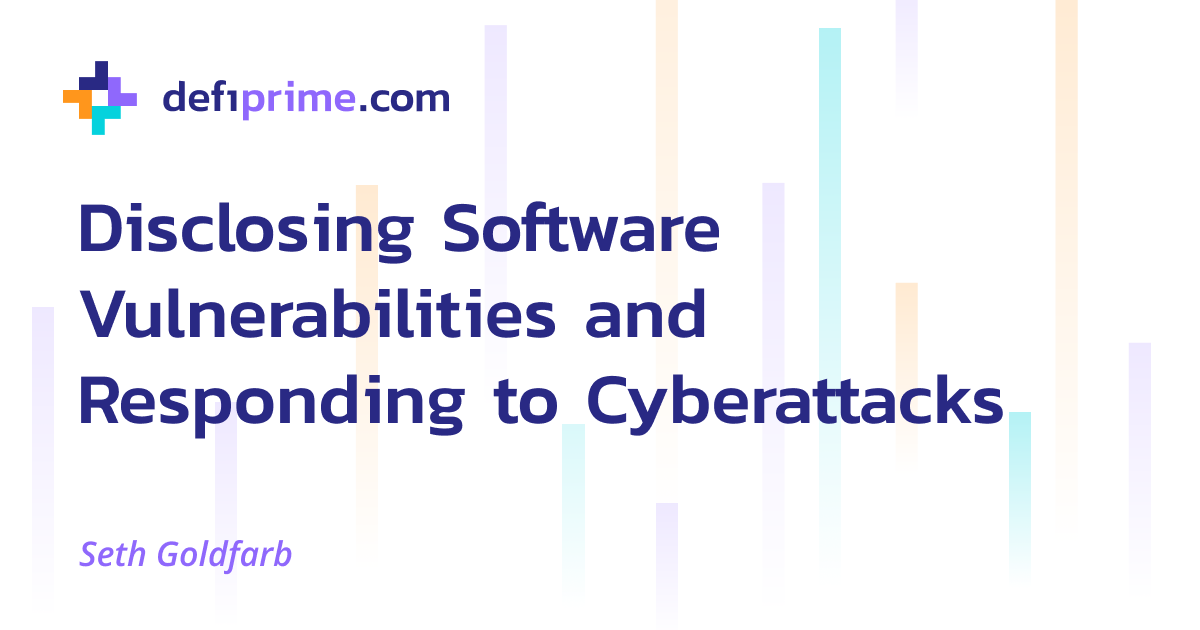 defiprime.com
Disclosing Software
Vulnerabilities and
Responding to Cyberattacks
Seth Goldfarb